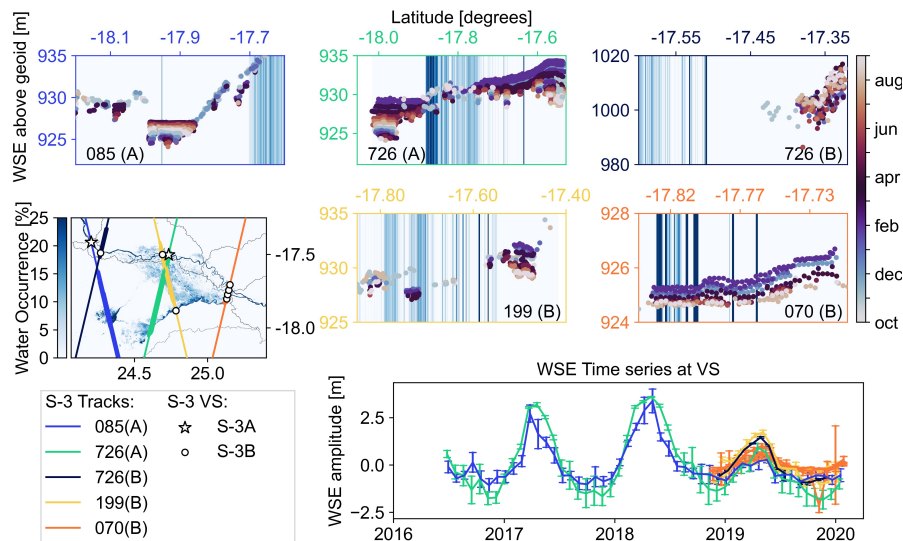 Latitude [degrees]
-18.1 -17.9 -17.7
-18.0 -17.8 -17.6
-17.55 -17.45 -17.35
WSE above geoid [m]
935
930
925
085 (A)
935
930
925
726 (A)
1020
1000
980
726 (B)
aug
jun
apr
feb
dec
oct
-17.80 -17.60 -17.40
935
930
925
199 (B)
-17.82 -17.77 -17.73
928
926
924
070 (B)
Water Occurrence [%]
25
20
15
10
5
0
-17.5
-18.0
24.5 25.0
S-3 Tracks: S-3 VS:
085(A) S-3A
726(A) S-3B
726(B)
199(B)
070(B)
WSE Time series at VS
WSE amplitude [m]
2.5
0.0
−2.5
2016 2017 2018 2019 2020